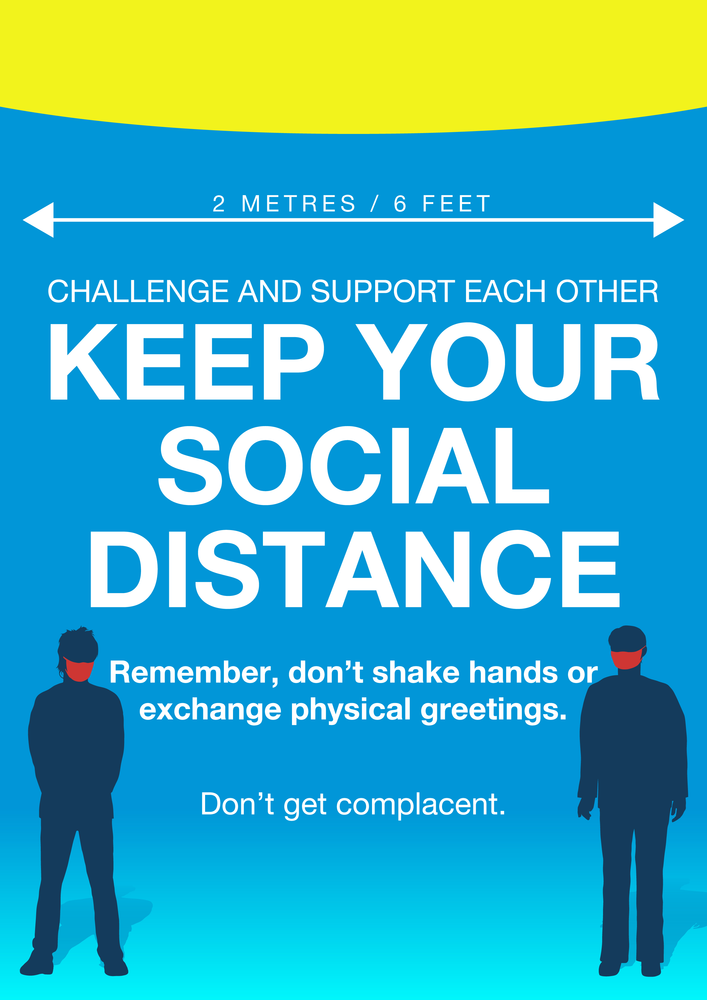 2 METRES / 6 FEET
CHALLENGE AND SUPPORT EACH OTHER
KEEP YOUR
SOCIAL
DISTANCE
Remember, don’t shake hands or
exchange physical greetings.
Don’t get complacent.